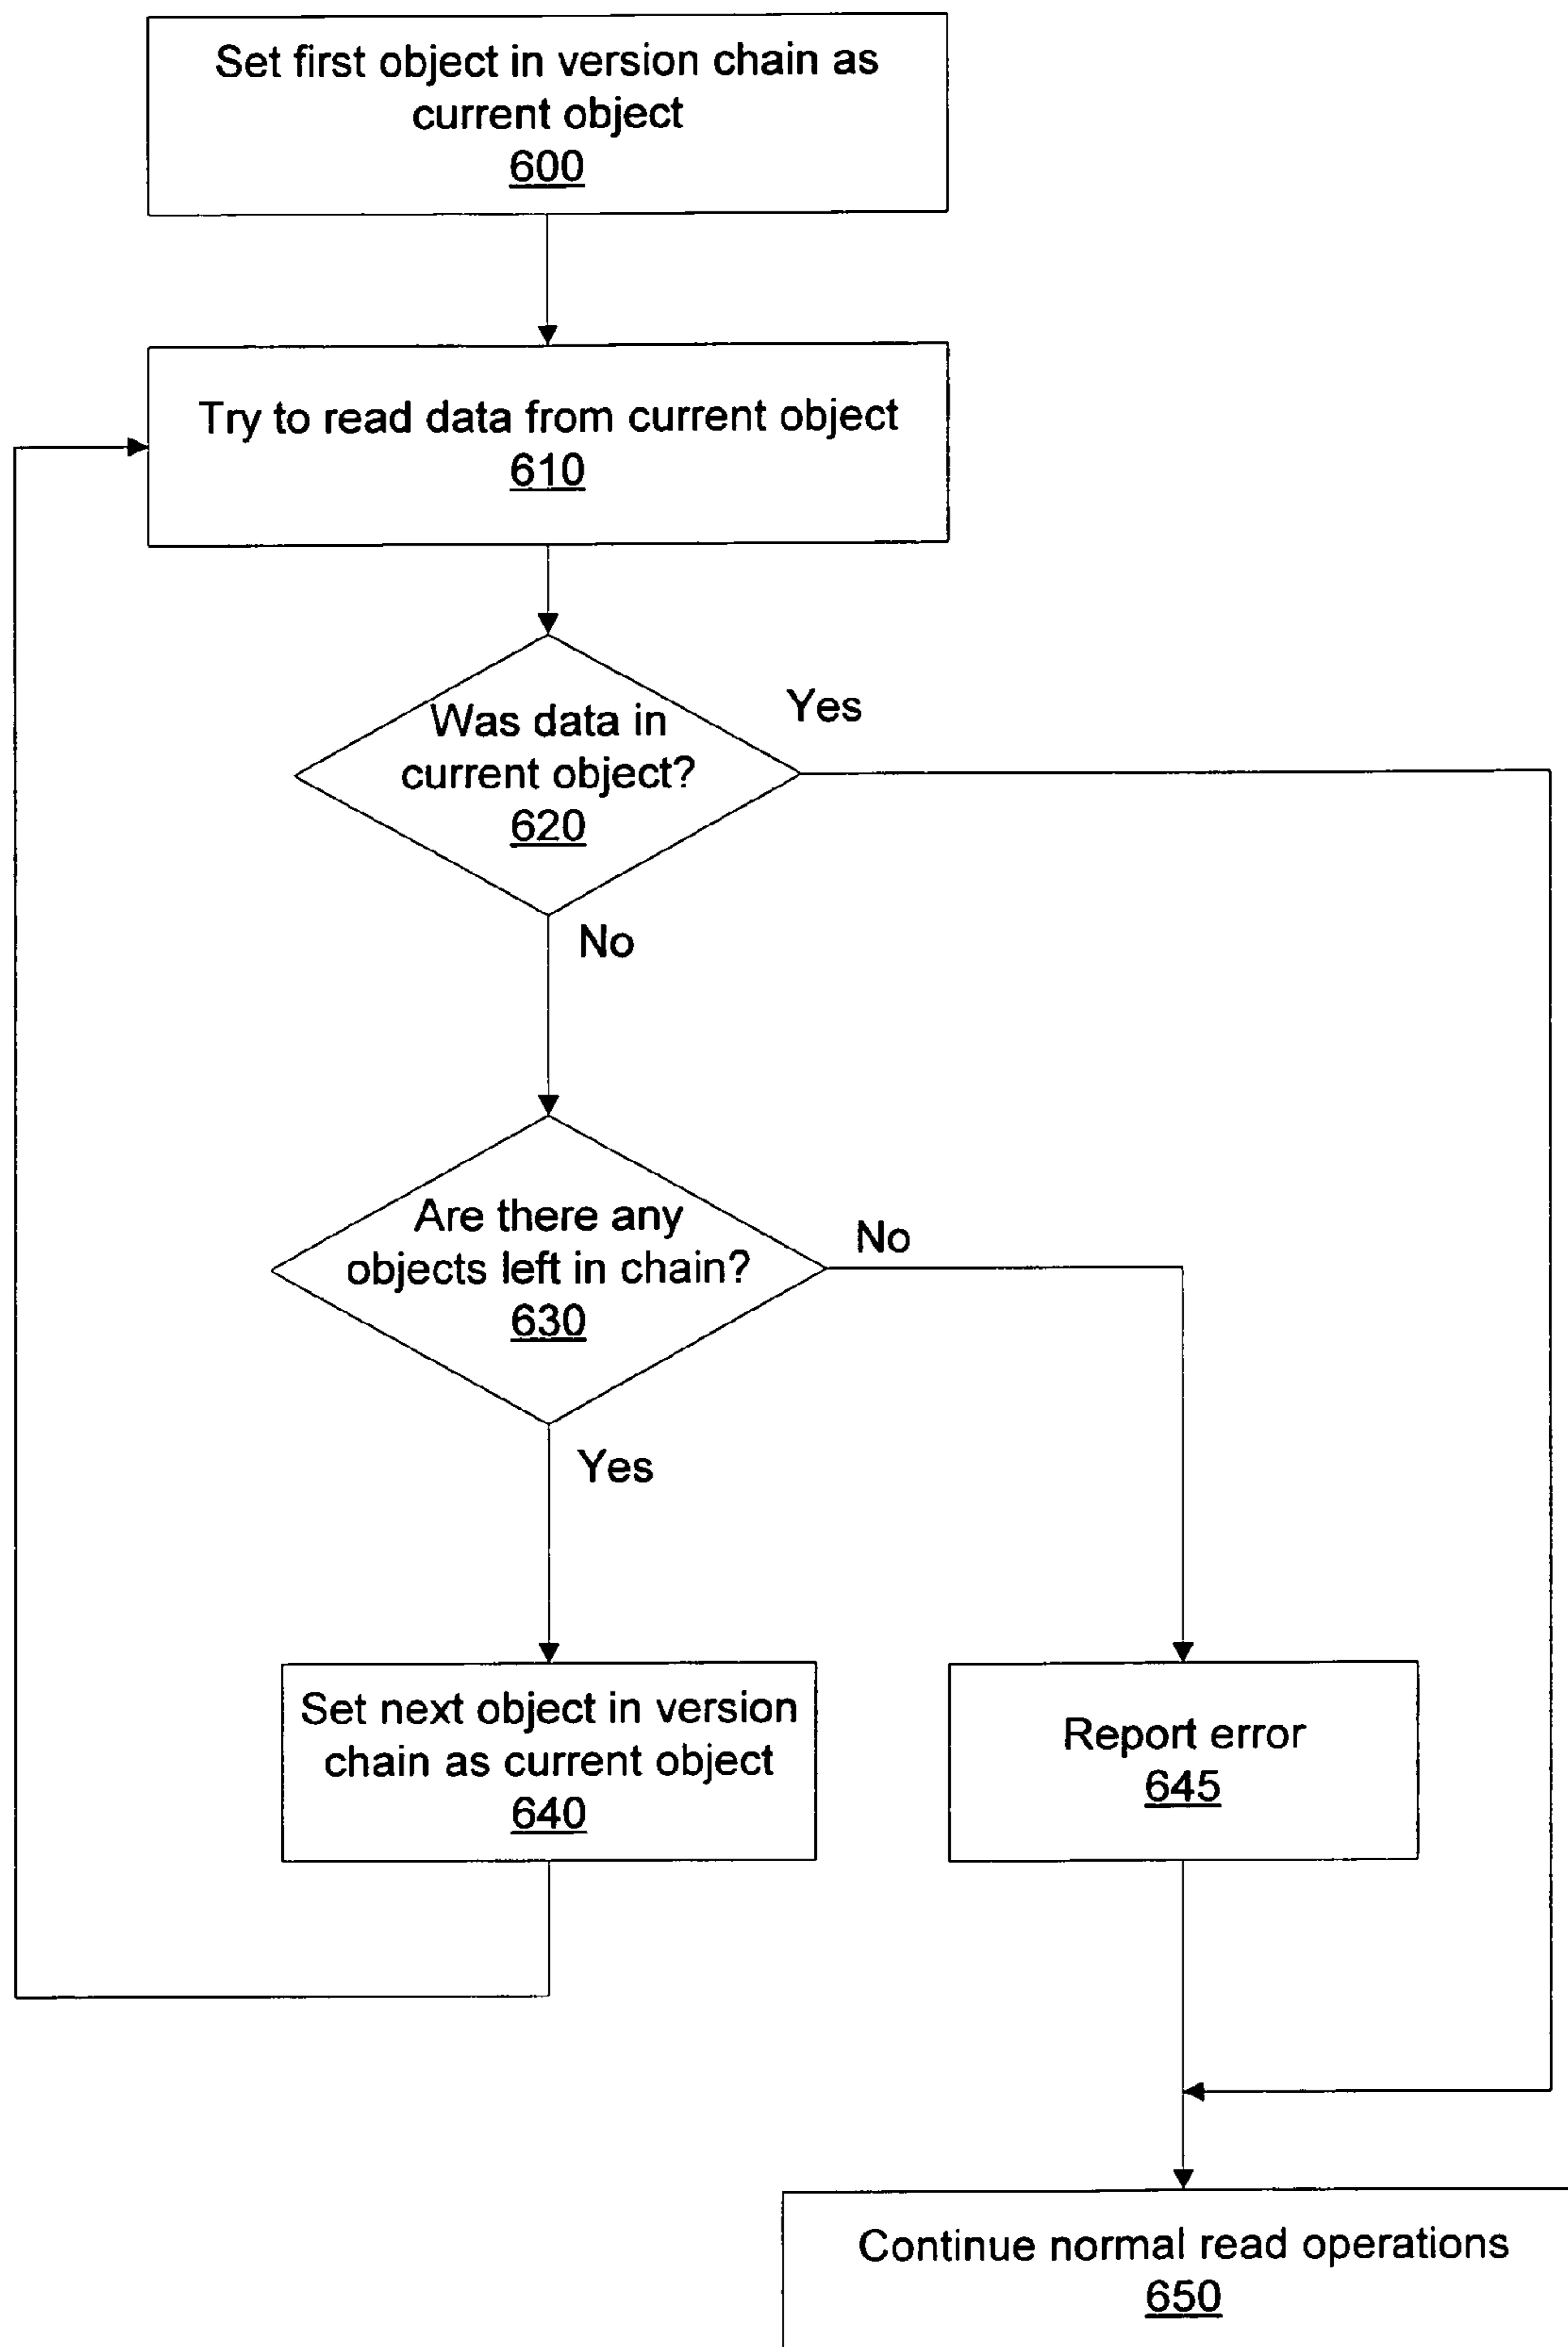 Set first object in version chain as
current object
600
Try to read data from current object
610
Was data in
current object?
620
Yes
No
Are there any
objects left in chain?
630
No
Yes
Set next object in version
chain as current object
640
Report error
645
Continue normal read operations
650